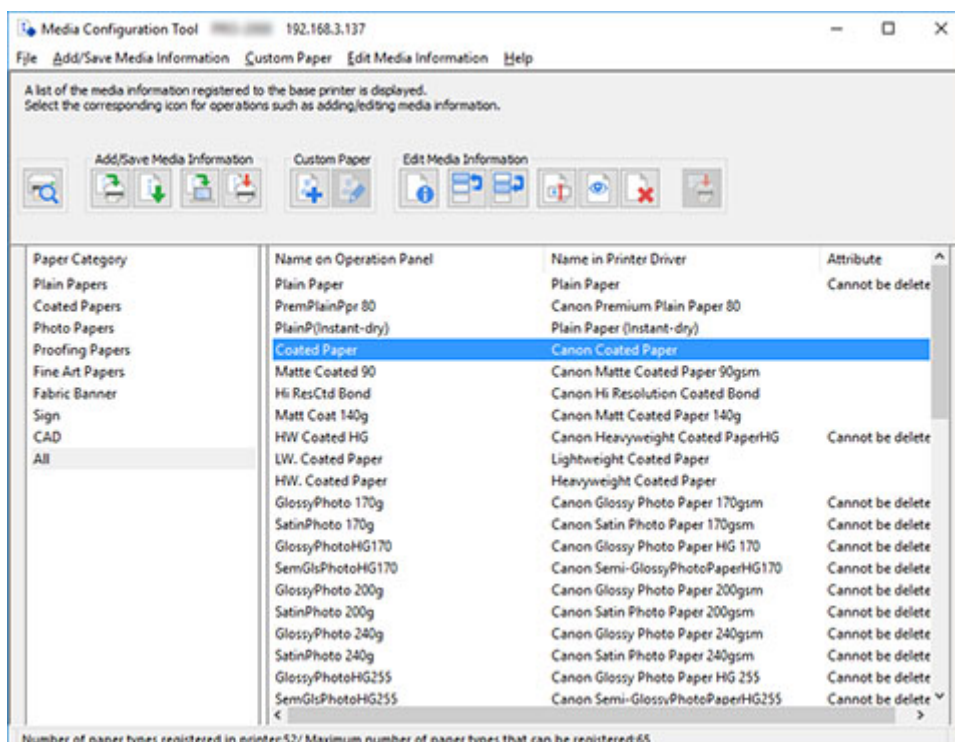 Media Configuration Tool 192.168.3.137
File Add/Save Media Information Custom Paper Edit Media Information Help
A list of the media information registered to the base printer is displayed.
Select the corresponding icon for operations such as adding/editing media information.
Add/Save Media Information Custom Paper Edit Media Information
Paper Category
Plain Papers
Coated Papers
Photo Papers
Proofing Papers
Fine Art Papers
Fabric Banner
Sign
CAD
All
Name on Operation Panel Name in Printer Driver Attribute
Plain Paper Plain Paper Cannot be delete
PremPlainPpr 80 Canon Premium Plain Paper 80
PlainP(Instant-dry) Plain Paper (Instant-dry)
Coated Paper Canon Coated Paper
Matte Coated 90 Canon Matte Coated Paper 90gsm
Hi ResCtd Bond Canon Hi Resolution Coated Bond
Matt Coat 140g Canon Matt Coated Paper 140g
HW Coated HG Canon Heavyweight Coated PaperHG Cannot be delete
LW. Coated Paper Lightweight Coated Paper
HW. Coated Paper Heavyweight Coated Paper
GlossyPhoto 170g Canon Glossy Photo Paper 170gsm Cannot be delete
SatinPhoto 170g Canon Satin Photo Paper 170gsm Cannot be delete
GlossyPhotoHG170 Canon Glossy Photo Paper HG 170 Cannot be delete
SemGlsPhotoHG170 Canon Semi-GlossyPhotoPaperHG170 Cannot be delete
GlossyPhoto 200g Canon Glossy Photo Paper 200gsm Cannot be delete
SatinPhoto 200g Canon Satin Photo Paper 200gsm Cannot be delete
GlossyPhoto 240g Canon Glossy Photo Paper 240gsm Cannot be delete
SatinPhoto 240g Canon Satin Photo Paper 240gsm Cannot be delete
GlossyPhotoHG255 Canon Glossy Photo Paper HG 255 Cannot be delete
SemGlsPhotoHG255 Canon Semi-GlossyPhotoPaperHG255 Cannot be delete
Number of paper types registered in printer:52/ Maximum number of paper types that can be registered:65